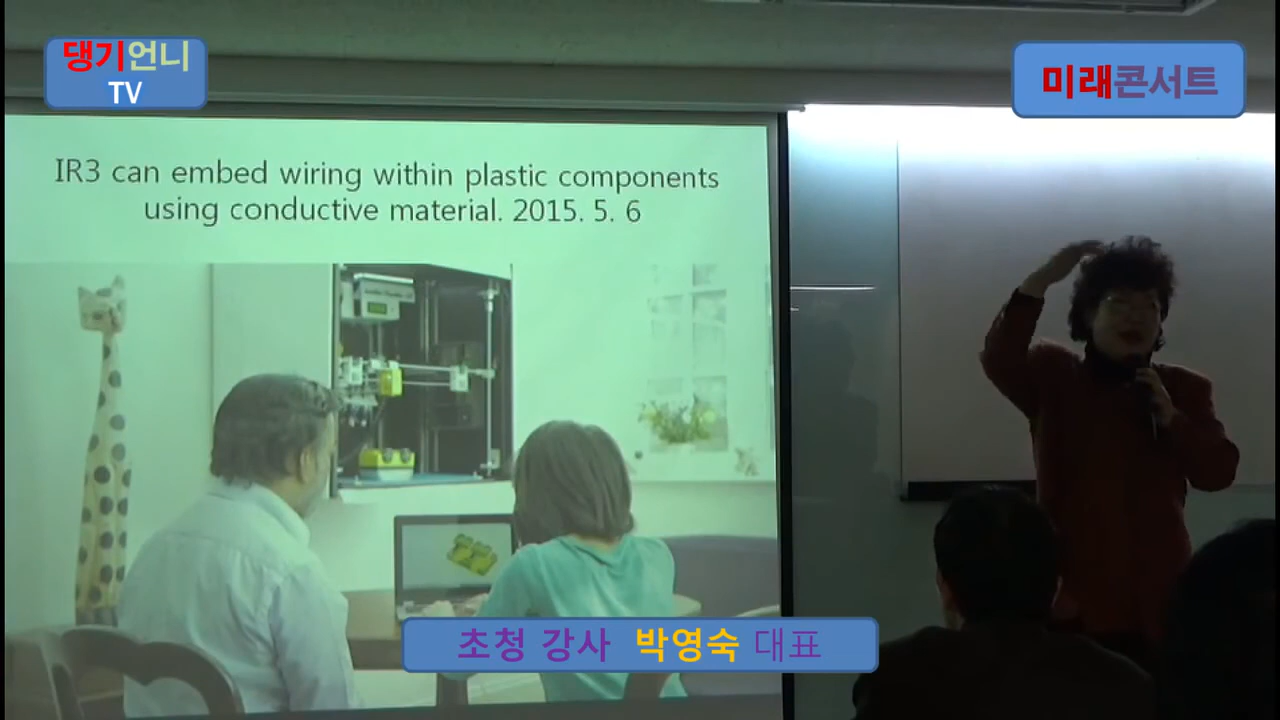 댕기언니
TV
미래콘서트
IR3 can embed wiring within plastic components
using conductive material. 2015. 5. 6
초청 강사 박영숙 대표